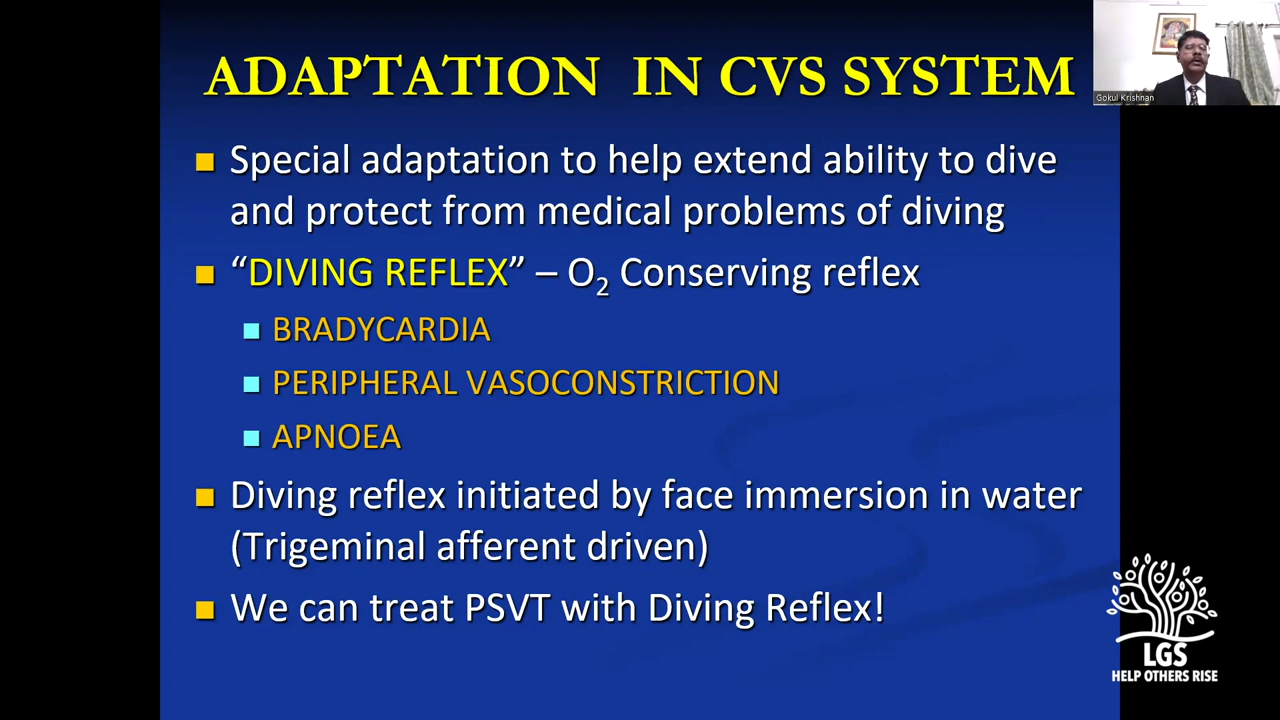 ADAPTATION IN CVS SYSTEM
Gokul Krishnan
Special adaptation to help extend ability to dive
and protect from medical problems of diving
“DIVING REFLEX” – O₂ Conserving reflex
BRADYCARDIA
PERIPHERAL VASOCONSTRICTION
APNOEA
Diving reflex initiated by face immersion in water
(Trigeminal afferent driven)
We can treat PSVT with Diving Reflex!
LGS
HELP OTHERS RISE